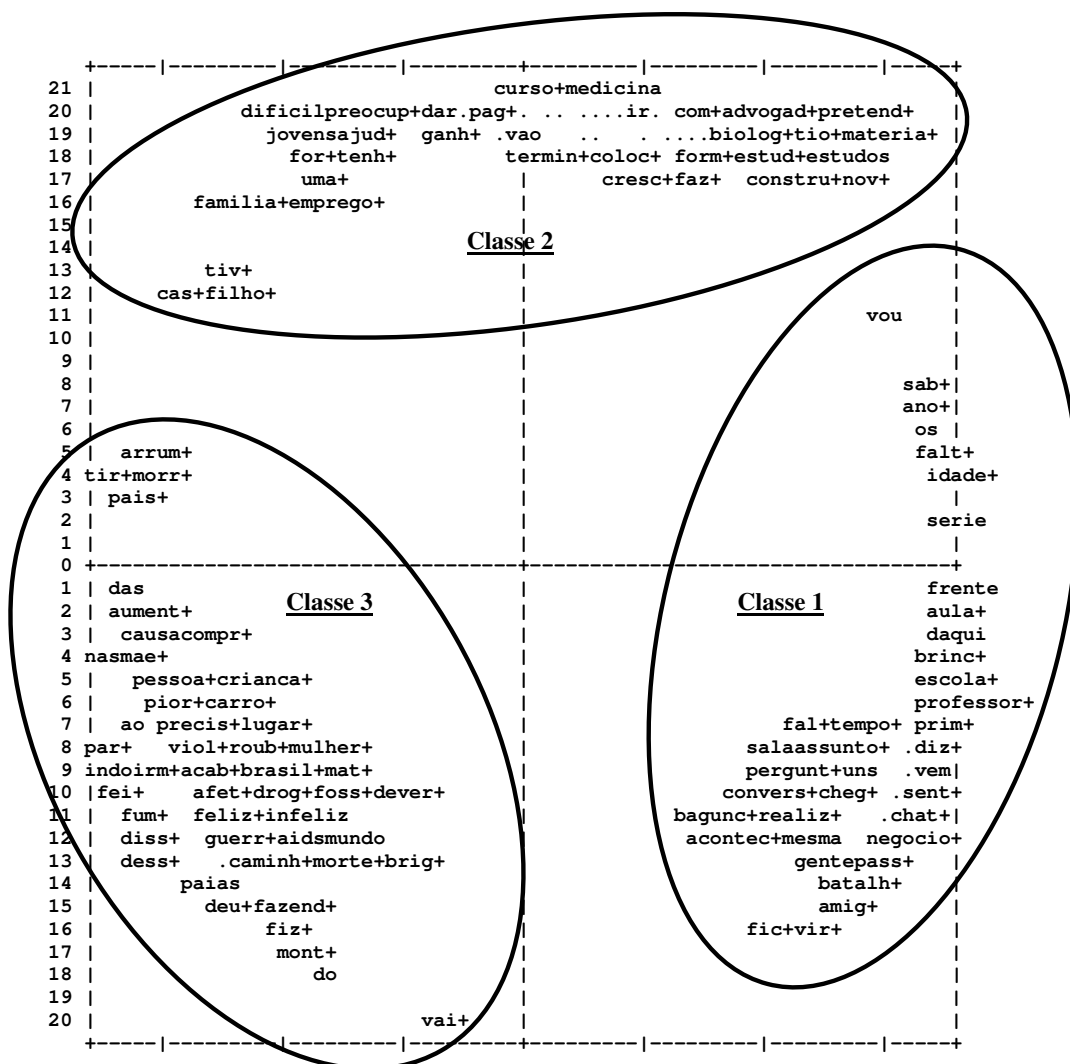 +-----|---------|---------|---------+---------|---------|---------|-----+
21 | curso+medicina |
20 | dificilpreocup+dar.pag+. .. ....ir. com+advogad+pretend+
19 | jovensajud+ ganh+ .vao .. . ....biolog+tio+materia+ |
18 | for+tenh+ termin+coloc+ form+estud+estudos |
17 | uma+ | cresc+faz+ constru+nov+ |
16 | familia+emprego+ | |
15 | | |
14 | Classe 2 | |
13 | tiv+ | |
12 | cas+filho+ | |
11 | | vou |
10 | | |
9 | | |
8 | | sab+|
7 | | ano+|
6 | | os |
5 | arrum+ | falt+
4 tir+morr+ | idade+
3 | pais+ | |
2 | | serie
1 | | |
0 +-----------------------------------+-----------------------------------+
1 | das | frente
2 | aument+ Classe 3 | Classe 1 aula+
3 | causacompr+ | daqui
4 nasmae+ | brinc+
5 | pessoa+crianca+ | escola+
6 | pior+carro+ | professor+
7 | ao precis+lugar+ | fal+tempo+ prim+
8 par+ viol+roub+mulher+ | salaassunto+ .diz+
9 indoirm+acab+brasil+mat+ | pergunt+uns .vem|
10 |fei+ afet+drog+foss+dever+ | convers+cheg+ .sent+
11 | fum+ feliz+infeliz | bagunc+realiz+ .chat+|
12 | diss+ guerr+aidsmundo | acontec+mesma negocio+
13 | dess+ .caminh+morte+brig+ | gentepass+ |
14 | paias | batalh+ |
15 | deu+fazend+ | amig+ |
16 | fiz+ | fic+vir+ |
17 | mont+ | |
18 | do | |
19 | | |
20 | vai+ | |
+-----|---------|---------|---------+---------|---------|---------|-----+